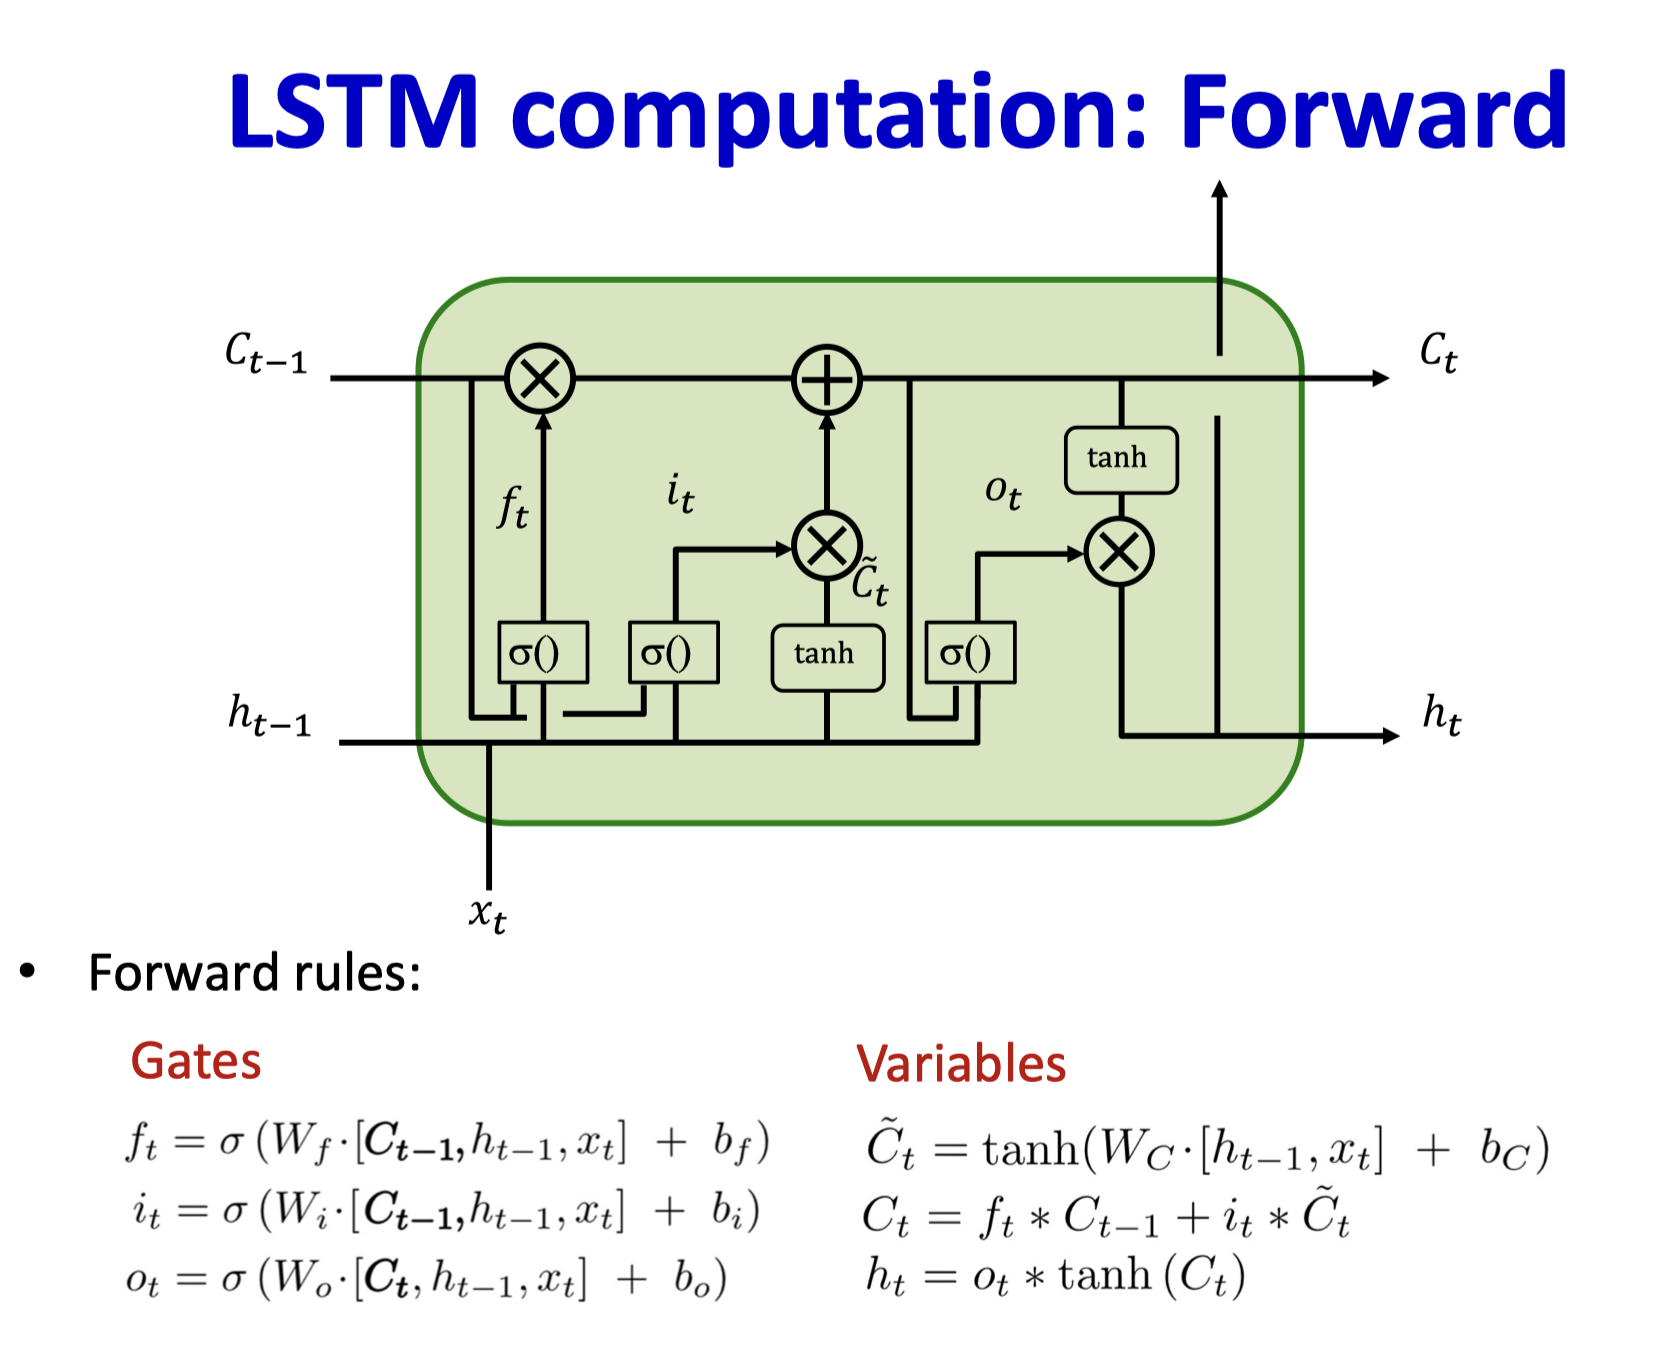 LSTM computation: Forward
C_{t−1}
C_t
tanh
f_t
i_t
o_t
C̃_t
σ()
σ()
tanh
σ()
h_{t−1}
h_t
x_t
• Forward rules:
Gates
Variables
f_t = σ (W_f·[C_{t−1}, h_{t−1}, x_t] + b_f)
C̃_t = tanh(W_C·[h_{t−1}, x_t] + b_C)
i_t = σ (W_i·[C_{t−1}, h_{t−1}, x_t] + b_i)
C_t = f_t ∗ C_{t−1} + i_t ∗ C̃_t
o_t = σ (W_o·[C_t, h_{t−1}, x_t] + b_o)
h_t = o_t ∗ tanh (C_t)